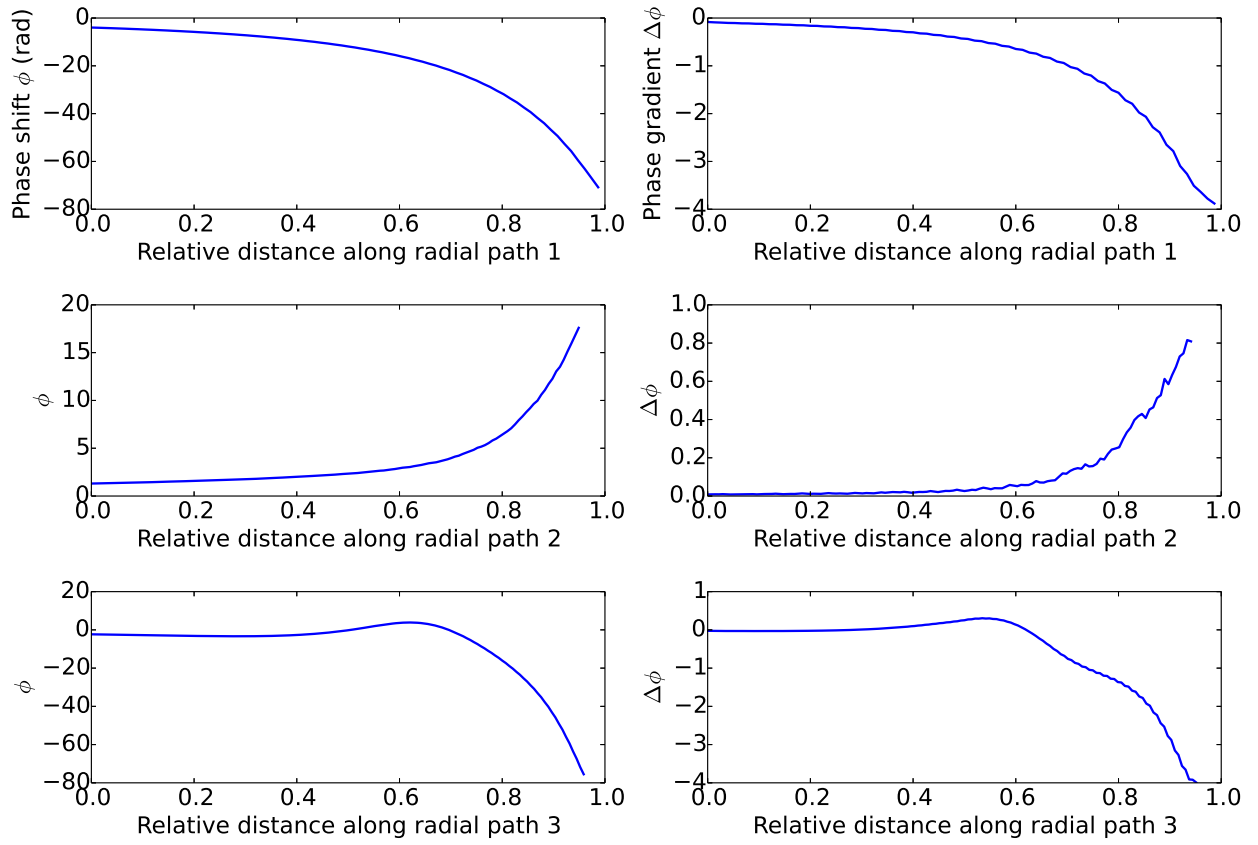 Phase shift ϕ (rad)
0
−20
−40
−60
−80
0.0 0.2 0.4 0.6 0.8 1.0
Relative distance along radial path 1
Phase gradient Δϕ
0
−1
−2
−3
−4
0.0 0.2 0.4 0.6 0.8 1.0
Relative distance along radial path 1
ϕ
20
15
10
5
0
0.0 0.2 0.4 0.6 0.8 1.0
Relative distance along radial path 2
Δϕ
1.0
0.8
0.6
0.4
0.2
0.0
0.0 0.2 0.4 0.6 0.8 1.0
Relative distance along radial path 2
ϕ
20
0
−20
−40
−60
−80
0.0 0.2 0.4 0.6 0.8 1.0
Relative distance along radial path 3
Δϕ
1
0
−1
−2
−3
−4
0.0 0.2 0.4 0.6 0.8 1.0
Relative distance along radial path 3